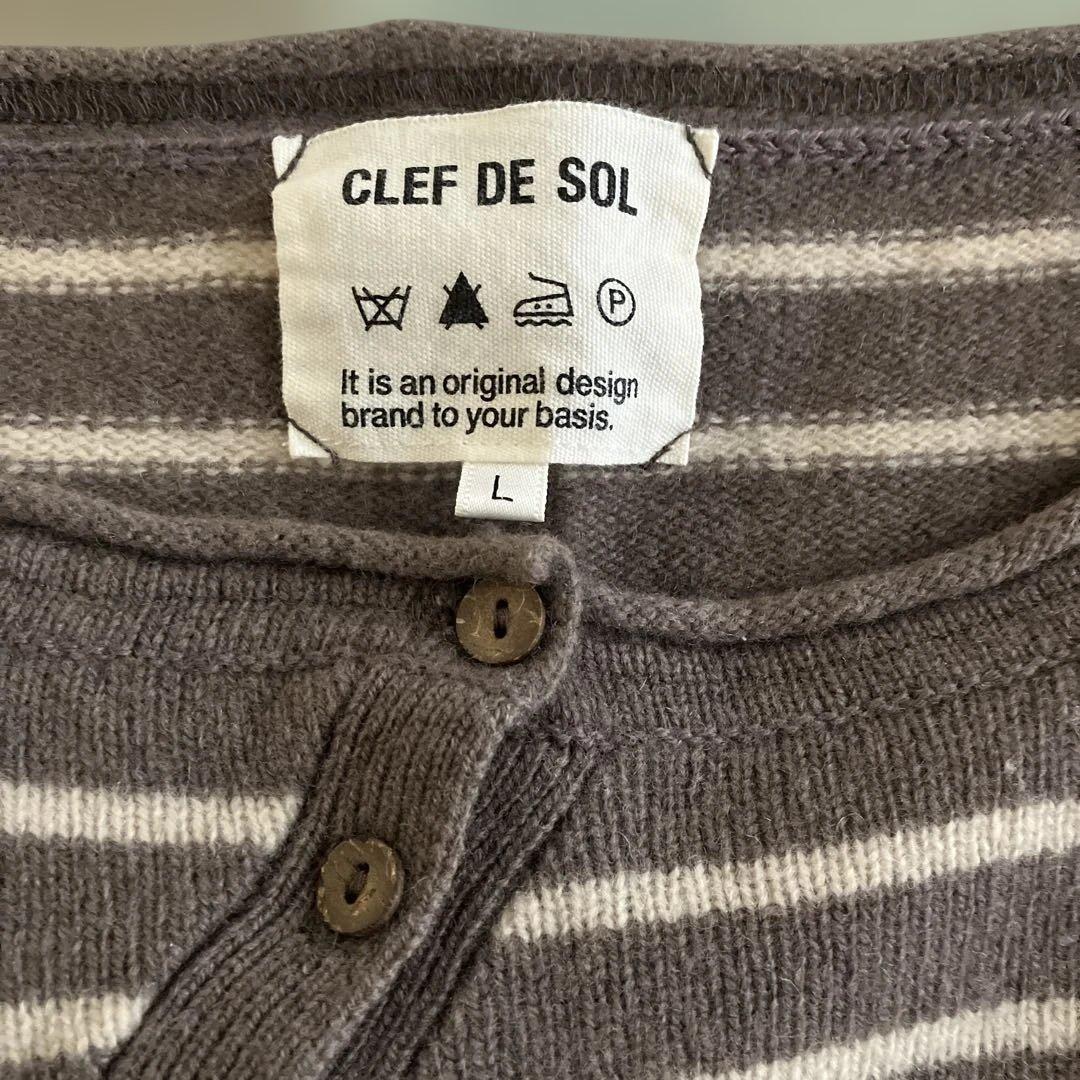 CLEF DE SOL
P
It is an original design
brand to your basis.
L